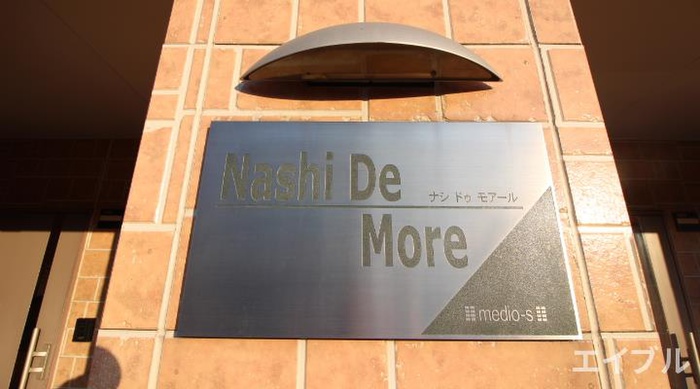 Nashi De
ナシ ドゥ モアール
More
medio-s
エイブル